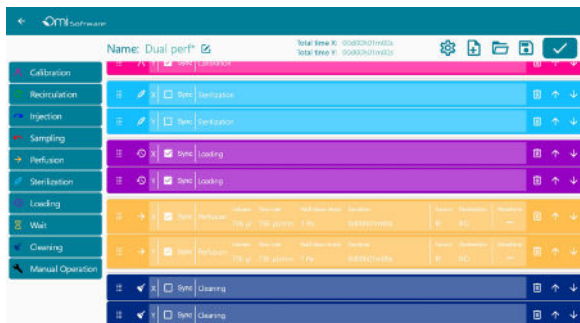 Omi Software
Name: Dual perf*
Total time X:
Total time Y:
Calibration
Recirculation
Injection
Sampling
Perfusion
Sterilization
Loading
Wait
Cleaning
Manual Operation
Y Sync Calibration
X Sync Sterilization
Y Sync Sterilization
X Sync Loading
Y Sync Loading
X Sync Perfusion
Y Sync Perfusion
X Sync Cleaning
Y Sync Cleaning